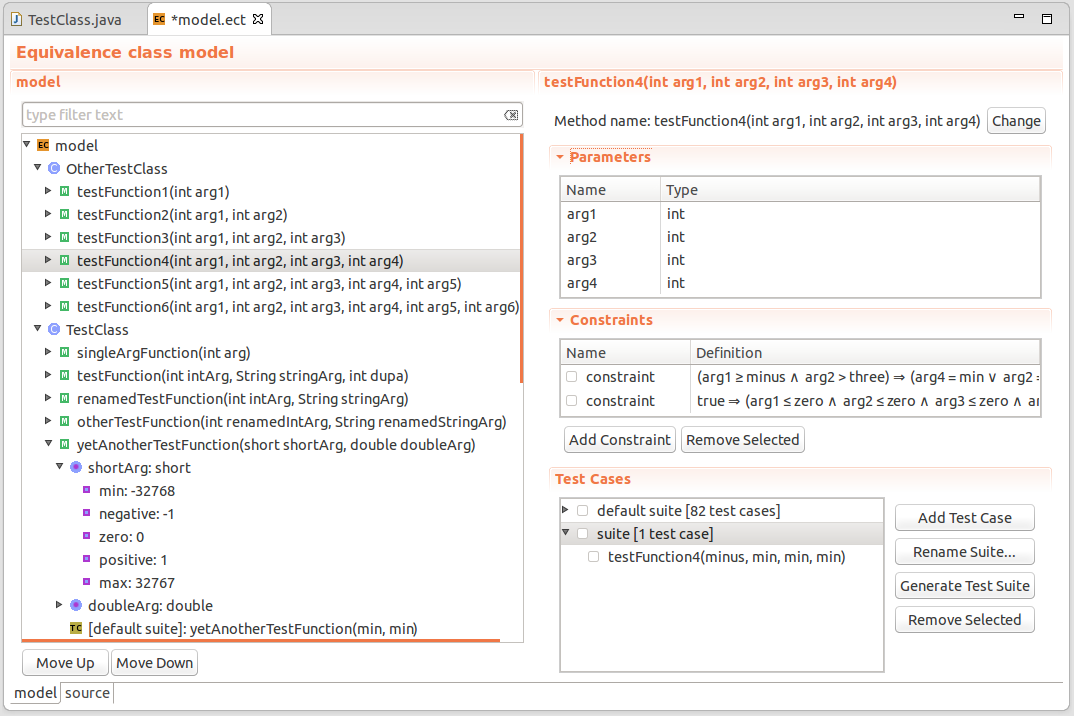 TestClass.java
EC *model.ect
Equivalence class model
model
type filter text
EC model
C OtherTestClass
M testFunction1(int arg1)
M testFunction2(int arg1, int arg2)
M testFunction3(int arg1, int arg2, int arg3)
M testFunction4(int arg1, int arg2, int arg3, int arg4)
M testFunction5(int arg1, int arg2, int arg3, int arg4, int arg5)
M testFunction6(int arg1, int arg2, int arg3, int arg4, int arg5, int arg6)
C TestClass
M singleArgFunction(int arg)
M testFunction(int intArg, String stringArg, int dupa)
M renamedTestFunction(int intArg, String stringArg)
M otherTestFunction(int renamedIntArg, String renamedStringArg)
M yetAnotherTestFunction(short shortArg, double doubleArg)
shortArg: short
min: -32768
negative: -1
zero: 0
positive: 1
max: 32767
doubleArg: double
TC [default suite]: yetAnotherTestFunction(min, min)
Move Up
Move Down
model
source
testFunction4(int arg1, int arg2, int arg3, int arg4)
Method name: testFunction4(int arg1, int arg2, int arg3, int arg4)
Change
Parameters
Name Type
arg1 int
arg2 int
arg3 int
arg4 int
Constraints
Name Definition
constraint (arg1 ≥ minus ∧ arg2 > three) ⇒ (arg4 = min ∨ arg2 =
constraint true ⇒ (arg1 ≤ zero ∧ arg2 ≤ zero ∧ arg3 ≤ zero ∧ ar
Add Constraint
Remove Selected
Test Cases
default suite [82 test cases]
suite [1 test case]
testFunction4(minus, min, min, min)
Add Test Case
Rename Suite...
Generate Test Suite
Remove Selected